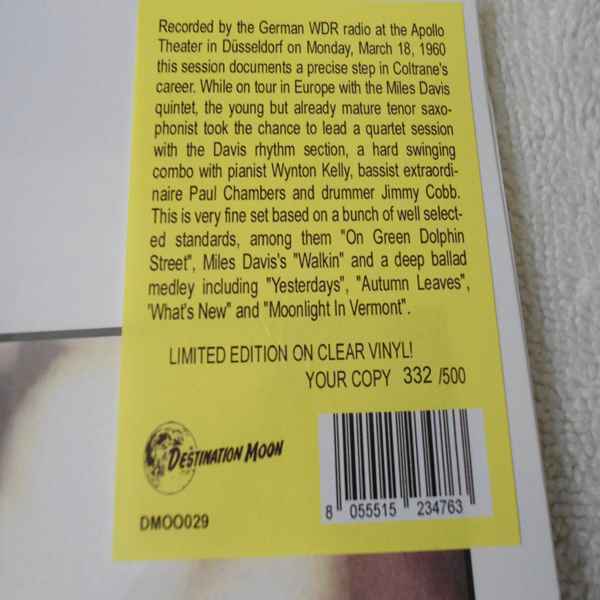 Recorded by the German WDR radio at the Apollo
Theater in Düsseldorf on Monday, March 18, 1960
this session documents a precise step in Coltrane's
career. While on tour in Europe with the Miles Davis
quintet, the young but already mature tenor saxo-
phonist took the chance to lead a quartet session
with the Davis rhythm section, a hard swinging
combo with pianist Wynton Kelly, bassist extraordi-
naire Paul Chambers and drummer Jimmy Cobb.
This is very fine set based on a bunch of well select-
ed standards, among them "On Green Dolphin
Street", Miles Davis's "Walkin" and a deep ballad
medley including "Yesterdays", "Autumn Leaves",
'What's New" and "Moonlight In Vermont".
LIMITED EDITION ON CLEAR VINYL!
YOUR COPY 332 /500
DESTINATION MOON
DMOO029
8 055515 234763